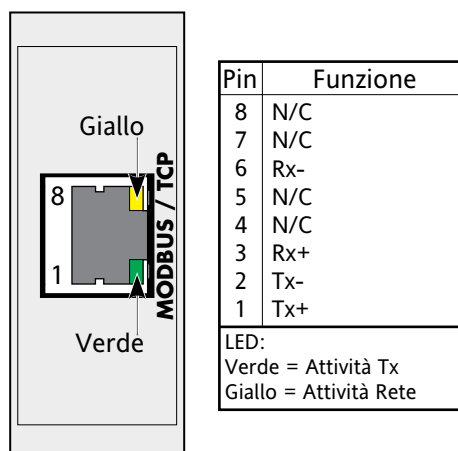 Giallo
8
1
MODBUS / TCP
Verde
Pin Funzione
8 N/C
7 N/C
6 Rx-
5 N/C
4 N/C
3 Rx+
2 Tx-
1 Tx+
LED:
Verde = Attività Tx
Giallo = Attività Rete